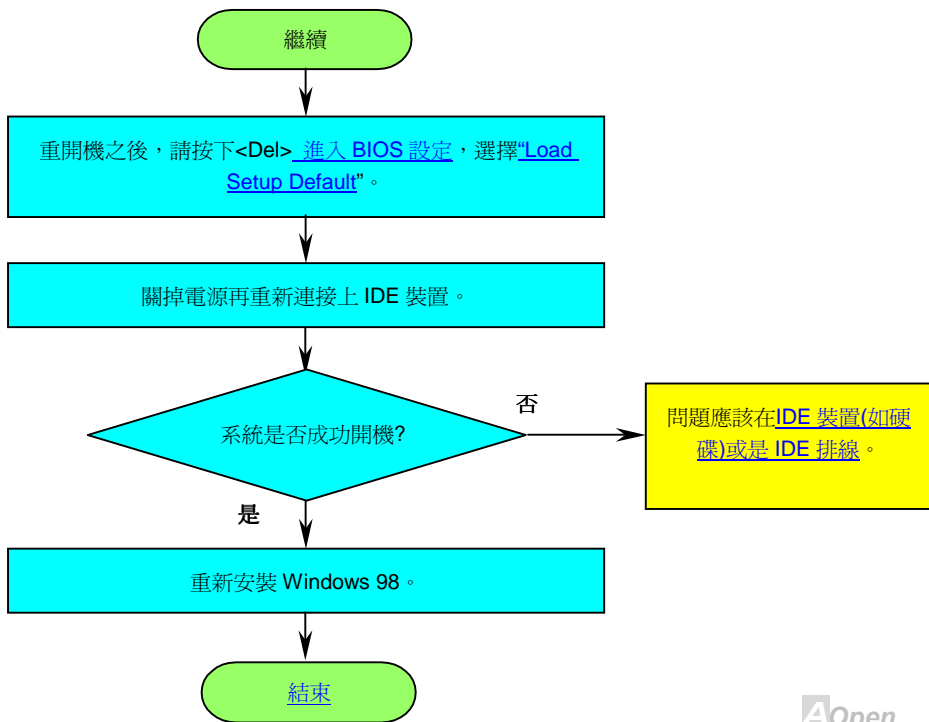 繼續
重開機之後，請按下<Del> 進入 BIOS 設定，選擇“Load
Setup Default”。
關掉電源再重新連接上 IDE 裝置。
系統是否成功開機?
否
問題應該在IDE 裝置(如硬
碟)或是 IDE 排線。
是
重新安裝 Windows 98。
結束
AOpen